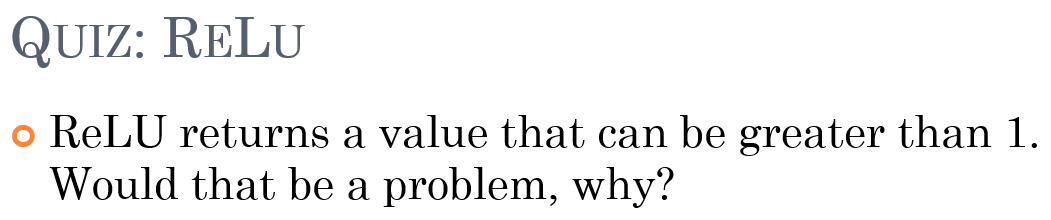 QUIZ: RELU
ReLU returns a value that can be greater than 1.
Would that be a problem, why?